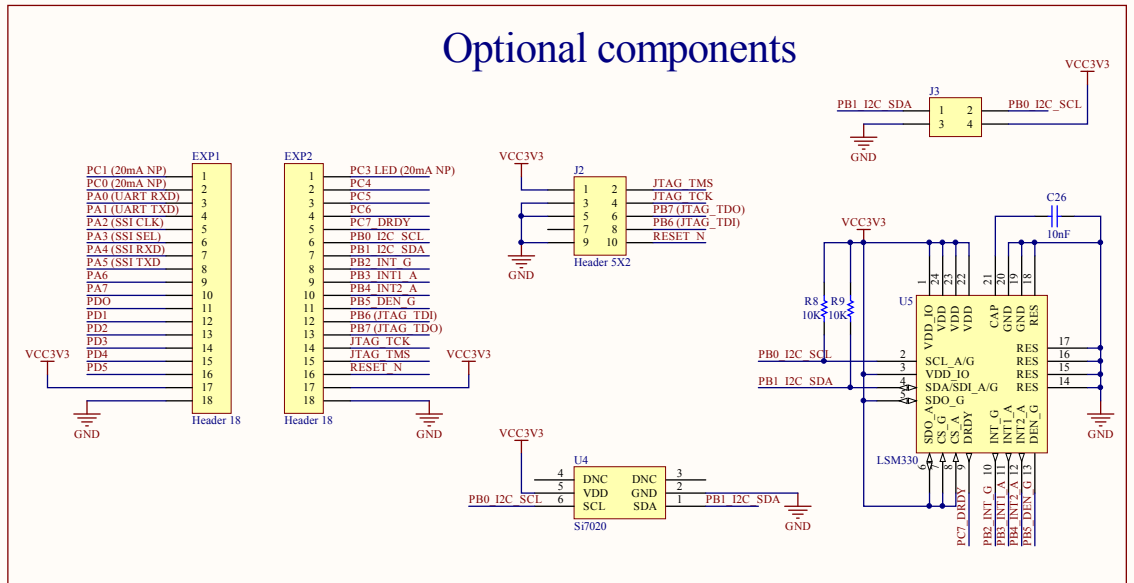 Optional components
VCC3V3
J3
PB1_I2C_SDA 1 2 PB0_I2C_SCL
3 4
GND
EXP1
PC1 (20mA NP) 1
PC0 (20mA NP) 2
PA0 (UART RXD) 3
PA1 (UART TXD) 4
PA2 (SSI CLK) 5
PA3 (SSI SEL) 6
PA4 (SSI RXD) 7
PA5 (SSI TXD 8
PA6 9
PA7 10
PDO 11
PD1 12
PD2 13
PD3 14
PD4 15
PD5 16
VCC3V3 17
18
Header 18
GND
EXP2
1 PC3 LED (20mA NP)
2 PC4
3 PC5
4 PC6
5 PC7_DRDY
6 PB0_I2C_SCL
7 PB1_I2C_SDA
8 PB2_INT_G
9 PB3_INT1_A
10 PB4_INT2_A
11 PB5_DEN_G
12 PB6 (JTAG_TDI)
13 PB7 (JTAG_TDO)
14 JTAG_TCK
15 JTAG_TMS
16 RESET_N
17 VCC3V3
18
Header 18
GND
VCC3V3
J2
1 2 JTAG_TMS
3 4 JTAG_TCK
5 6 PB7 (JTAG_TDO)
7 8 PB6 (JTAG_TDI)
9 10 RESET_N
Header 5X2
GND
VCC3V3
U4
4 DNC DNC 3
5 VDD GND 2
PB0_I2C_SCL 6 SCL SDA 1 PB1_I2C_SDA
Si7020
GND
C26
10nF
VCC3V3
R8 R9
10K 10K
U5
1 24 23 22 21 20 19 18
VDD_IO VDD VDD VDD CAP GND GND RES
PB0_I2C_SCL 2 SCL_A/G RES 17
3 VDD_IO RES 16
PB1_I2C_SDA 4 SDA/SDI_A/G RES 15
5 SDO_G RES 14
SDO_A CS_G CS_A DRDY INT_G INT1_A INT2_A DEN_G
LSM330
6 7 8 9 10 11 12 13
PC7_DRDY PB2_INT_G PB3_INT1_A PB4_INT2_A PB5_DEN_G
GND